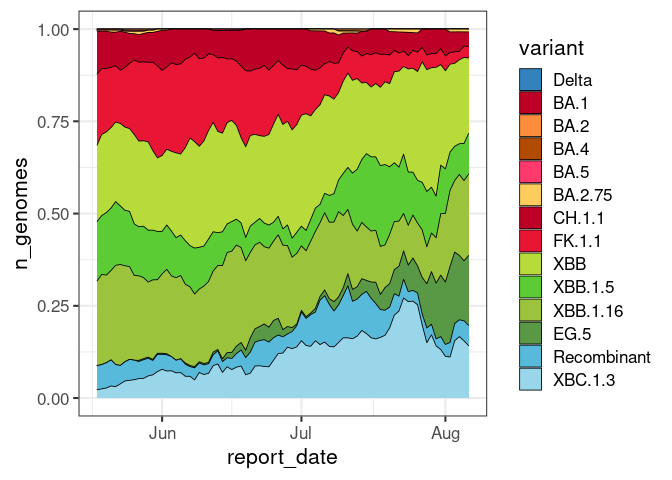 1.00
0.75
0.50
0.25
0.00
n_genomes
Jun Jul Aug
report_date
variant
Delta
BA.1
BA.2
BA.4
BA.5
BA.2.75
CH.1.1
FK.1.1
XBB
XBB.1.5
XBB.1.16
EG.5
Recombinant
XBC.1.3